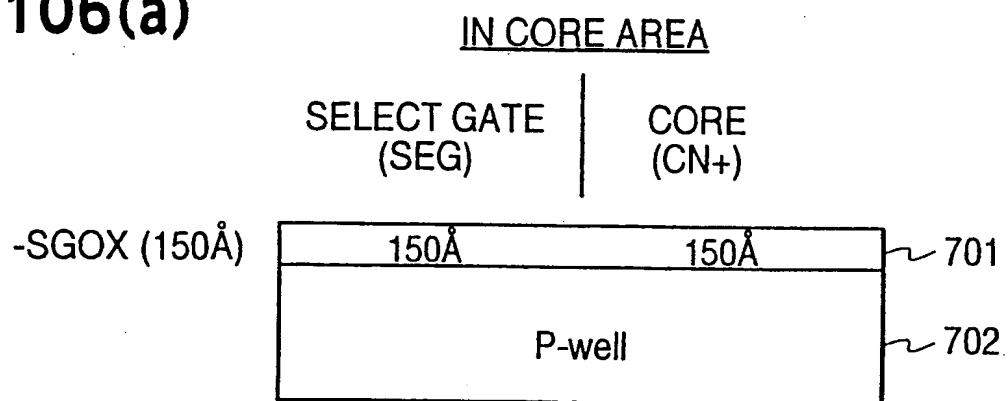 106(a)
IN CORE AREA
SELECT GATE
(SEG)
CORE
(CN+)
-SGOX (150Å)
150Å
150Å
701
P-well
702